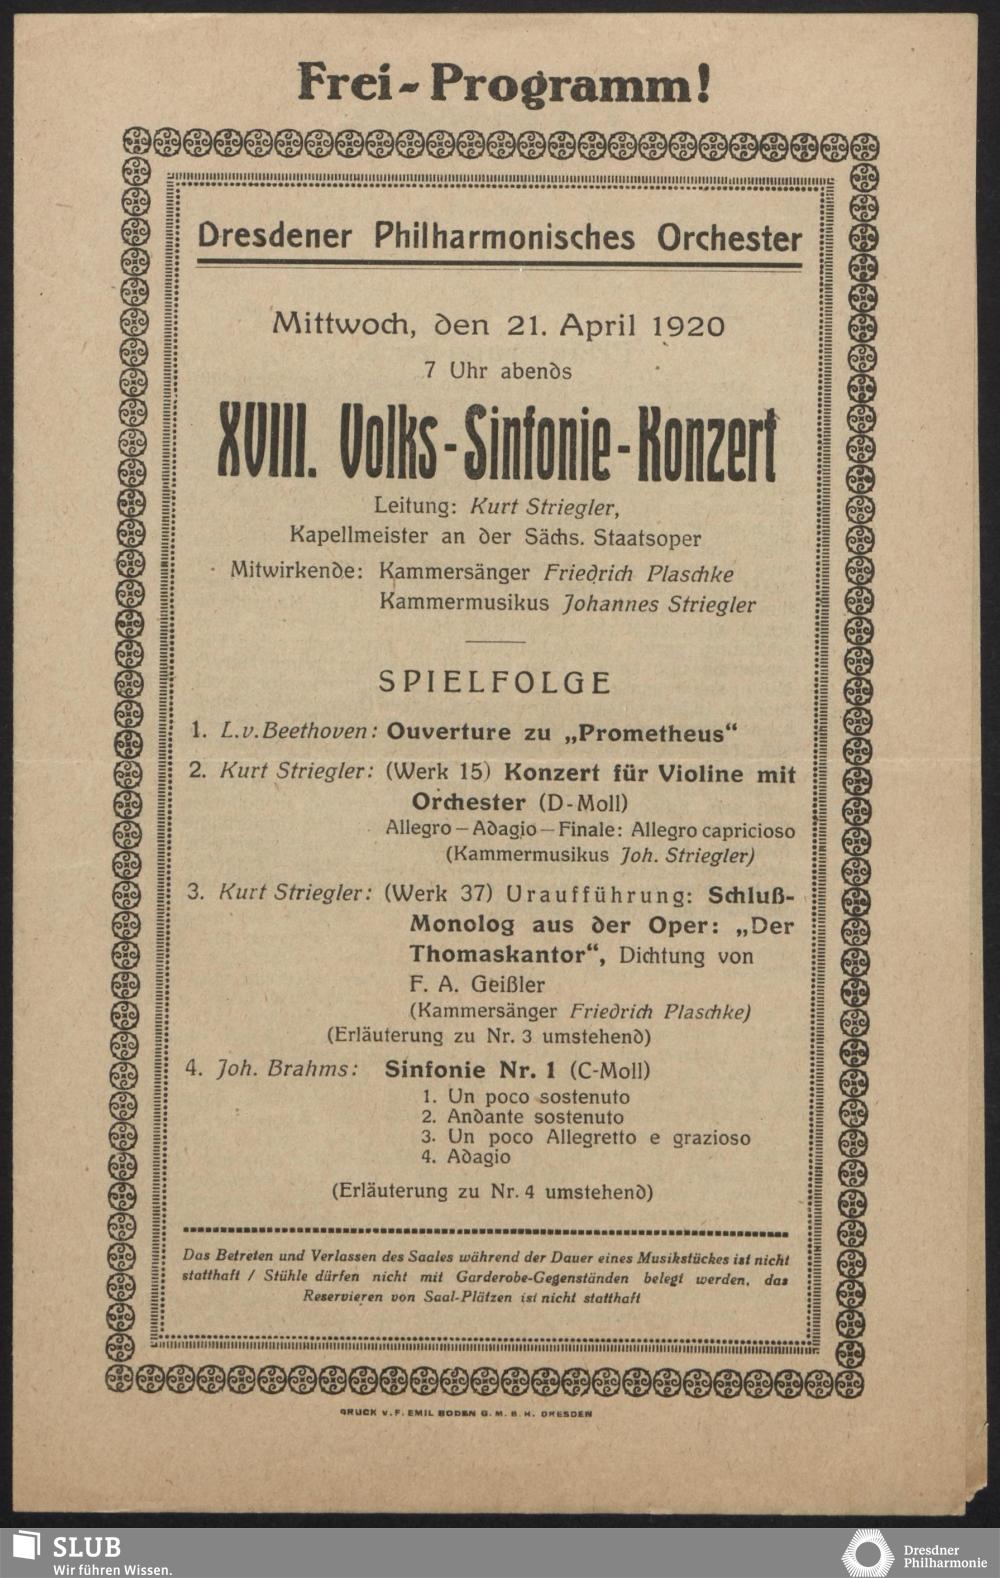 Frei-Programm!
Dresdener Philharmonisches Orchester
Mittwoch, den 21. April 1920
7 Uhr abends
XVIII. Volks-Sinfonie-Konzert
Leitung: Kurt Striegler,
Kapellmeister an der Sächs. Staatsoper
Mitwirkende: Kammersänger Friedrich Plaschke
Kammermusikus Johannes Striegler
SPIELFOLGE
1. L.v.Beethoven: Ouverture zu „Prometheus“
2. Kurt Striegler: (Werk 15) Konzert für Violine mit
Orchester (D-Moll)
Allegro – Adagio – Finale: Allegro capricioso
(Kammermusikus Joh. Striegler)
3. Kurt Striegler: (Werk 37) Uraufführung: Schluß-
Monolog aus der Oper: „Der
Thomaskantor“, Dichtung von
F. A. Geißler
(Kammersänger Friedrich Plaschke)
(Erläuterung zu Nr. 3 umstehend)
4. Joh. Brahms: Sinfonie Nr. 1 (C-Moll)
1. Un poco sostenuto
2. Andante sostenuto
3. Un poco Allegretto e grazioso
4. Adagio
(Erläuterung zu Nr. 4 umstehend)
Das Betreten und Verlassen des Saales während der Dauer eines Musikstückes ist nicht
statthaft / Stühle dürfen nicht mit Garderobe-Gegenständen belegt werden, das
Reservieren von Saal-Plätzen ist nicht statthaft
DRUCK V. F. EMIL BODEN G. M. B. H. DRESDEN
SLUB
Wir führen Wissen.
Dresdner
Philharmonie